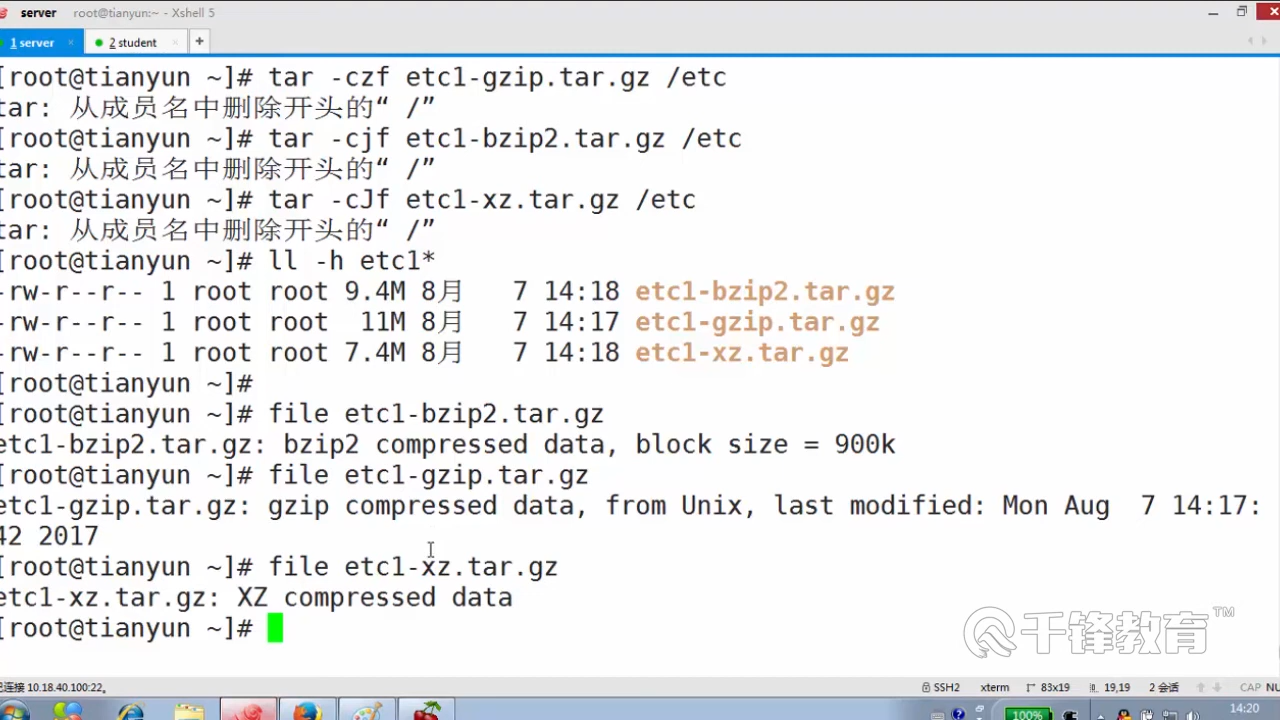 server root@tianyun:~ - Xshell 5
1 server × 2 student × +
[root@tianyun ~]# tar -czf etc1-gzip.tar.gz /etc
tar: 从成员名中删除开头的“ /”
[root@tianyun ~]# tar -cjf etc1-bzip2.tar.gz /etc
tar: 从成员名中删除开头的“ /”
[root@tianyun ~]# tar -cJf etc1-xz.tar.gz /etc
tar: 从成员名中删除开头的“ /”
[root@tianyun ~]# ll -h etc1*
-rw-r--r-- 1 root root 9.4M 8月   7 14:18 etc1-bzip2.tar.gz
-rw-r--r-- 1 root root  11M 8月   7 14:17 etc1-gzip.tar.gz
-rw-r--r-- 1 root root 7.4M 8月   7 14:18 etc1-xz.tar.gz
[root@tianyun ~]#
[root@tianyun ~]# file etc1-bzip2.tar.gz
etc1-bzip2.tar.gz: bzip2 compressed data, block size = 900k
[root@tianyun ~]# file etc1-gzip.tar.gz
etc1-gzip.tar.gz: gzip compressed data, from Unix, last modified: Mon Aug  7 14:17:
42 2017
[root@tianyun ~]# file etc1-xz.tar.gz
etc1-xz.tar.gz: XZ compressed data
[root@tianyun ~]#
千锋教育™
已连接 10.18.40.100:22。 SSH2 xterm 83x19 19,19 2 会话 CAP NU
100% 14:20